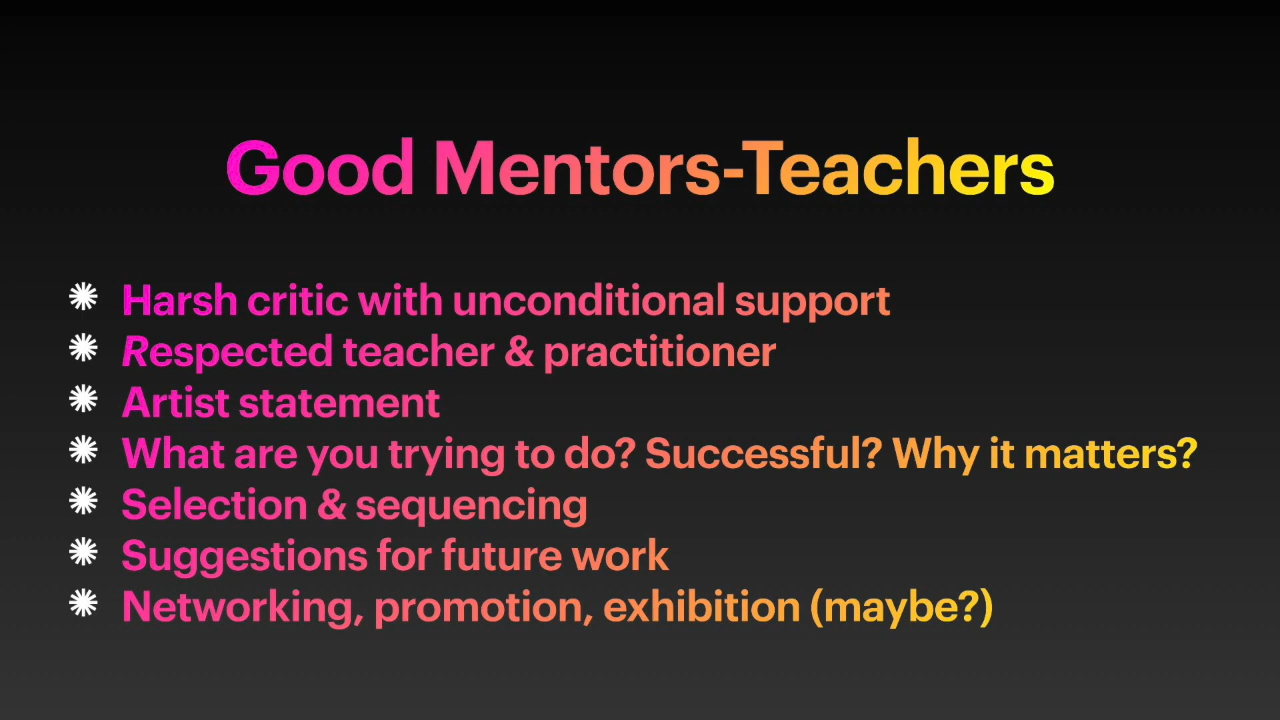 Good Mentors-Teachers
Harsh critic with unconditional support
Respected teacher & practitioner
Artist statement
What are you trying to do? Successful? Why it matters?
Selection & sequencing
Suggestions for future work
Networking, promotion, exhibition (maybe?)